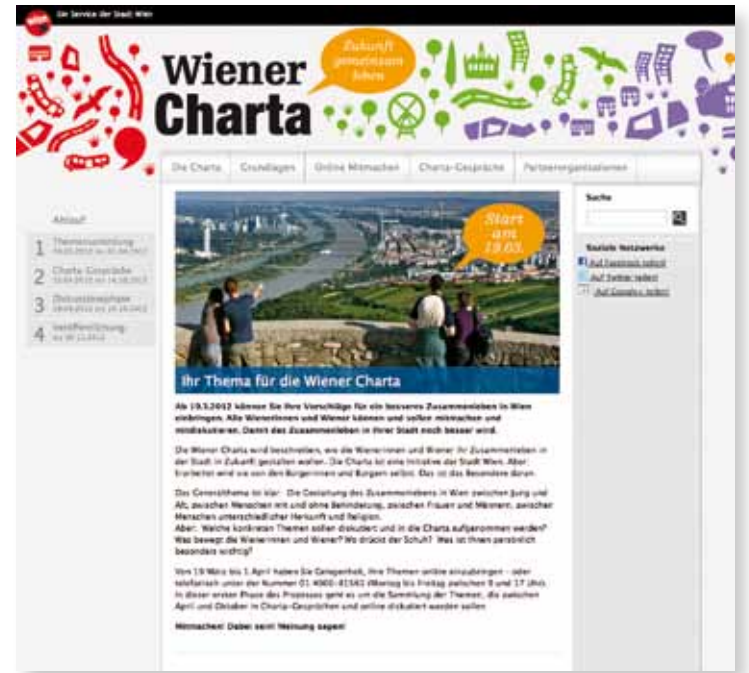 Die Service der Stadt Wien
Wiener
Charta
Zukunft
gemeinsam
leben
Die Charta
Grundlagen
Online Mitmachen
Charta-Gespräche
Partnerorganisationen
Ablauf
1 Themensammlung
2 Charta-Gespräche
3 Diskussionsphase
4 Veröffentlichung
Start
am
19.03.
Ihr Thema für die Wiener Charta
Suche
Soziale Netzwerke
Auf Facebook teilen!
Auf Twitter teilen!
Auf Google+ teilen!
Ab 19.3.2012 können Sie Ihre Vorschläge für ein besseres Zusammenleben in Wien
einbringen. Alle Wienerinnen und Wiener können und sollen mitmachen und
mitdiskutieren. Damit das Zusammenleben in Ihrer Stadt noch besser wird.
Die Wiener Charta wird beschreiben, wie die Wienerinnen und Wiener ihr Zusammenleben in
der Stadt in Zukunft gestalten wollen. Die Charta ist eine Initiative der Stadt Wien. Aber:
Erarbeitet wird sie von den Bürgerinnen und Bürgern selbst. Das ist das Besondere daran.
Das Generalthema ist klar: Die Gestaltung des Zusammenlebens in Wien zwischen Jung und
Alt, zwischen Menschen mit und ohne Behinderung, zwischen Frauen und Männern, zwischen
Menschen unterschiedlicher Herkunft und Religion.
Aber: Welche konkreten Themen sollen diskutiert und in die Charta aufgenommen werden?
Was bewegt die Wienerinnen und Wiener? Wo drückt der Schuh? Was ist Ihnen persönlich
besonders wichtig?
Von 19 März bis 1 April haben Sie Gelegenheit, Ihre Themen online einzubringen - oder
telefonisch unter der Nummer 01 4000-81561 (Montag bis Freitag zwischen 9 und 17 Uhr).
In dieser ersten Phase des Prozesses geht es um die Sammlung der Themen, die zwischen
April und Oktober in Charta-Gesprächen und online diskutiert werden sollen.
Mitmachen! Dabei sein! Meinung sagen!